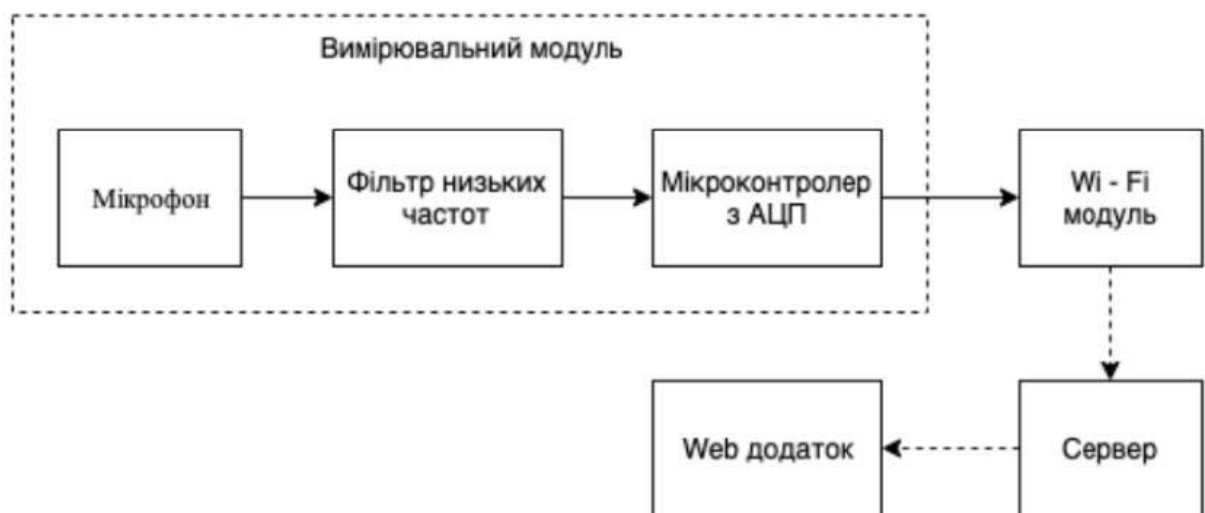 Вимірювальний модуль
Мікрофон
Фільтр низьких
частот
Мікроконтролер
з АЦП
Wi - Fi
модуль
Web додаток
Сервер